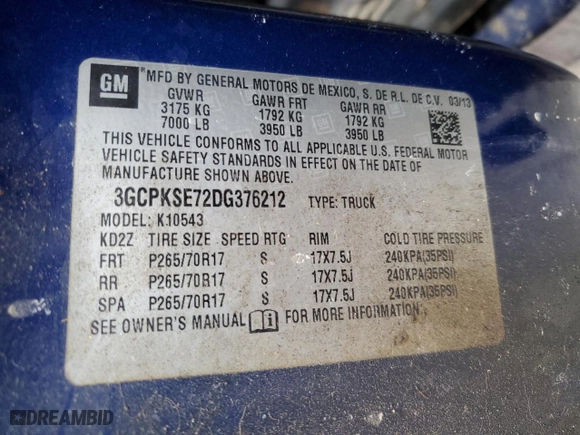 GM
MFD BY GENERAL MOTORS DE MEXICO, S. DE R.L. DE C.V. 03/13
GVWR GAWR FRT GAWR RR
3175 KG 1792 KG 1792 KG
7000 LB 3950 LB 3950 LB
THIS VEHICLE CONFORMS TO ALL APPLICABLE U.S. FEDERAL MOTOR
VEHICLE SAFETY STANDARDS IN EFFECT ON THE DATE OF
MANUFACTURE SHOWN ABOVE.
3GCPKSE72DG376212 TYPE: TRUCK
MODEL: K10543
KD2Z TIRE SIZE SPEED RTG RIM COLD TIRE PRESSURE
FRT P265/70R17 S 17X7.5J 240KPA(35PSI)
RR P265/70R17 S 17X7.5J 240KPA(35PSI)
SPA P265/70R17 S 17X7.5J 240KPA(35PSI)
SEE OWNER'S MANUAL i FOR MORE INFORMATION.
DREAMBID